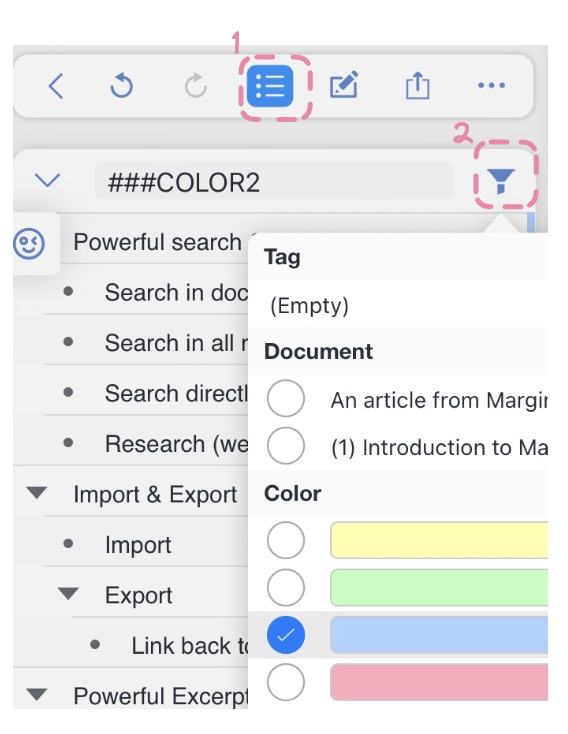 1
2
###COLOR2
Powerful search
Tag
Search in doc
(Empty)
Search in all
Document
Search directl
An article from Margin
Research (we
(1) Introduction to Ma
Import & Export
Color
Import
Export
Link back to
Powerful Excerpt